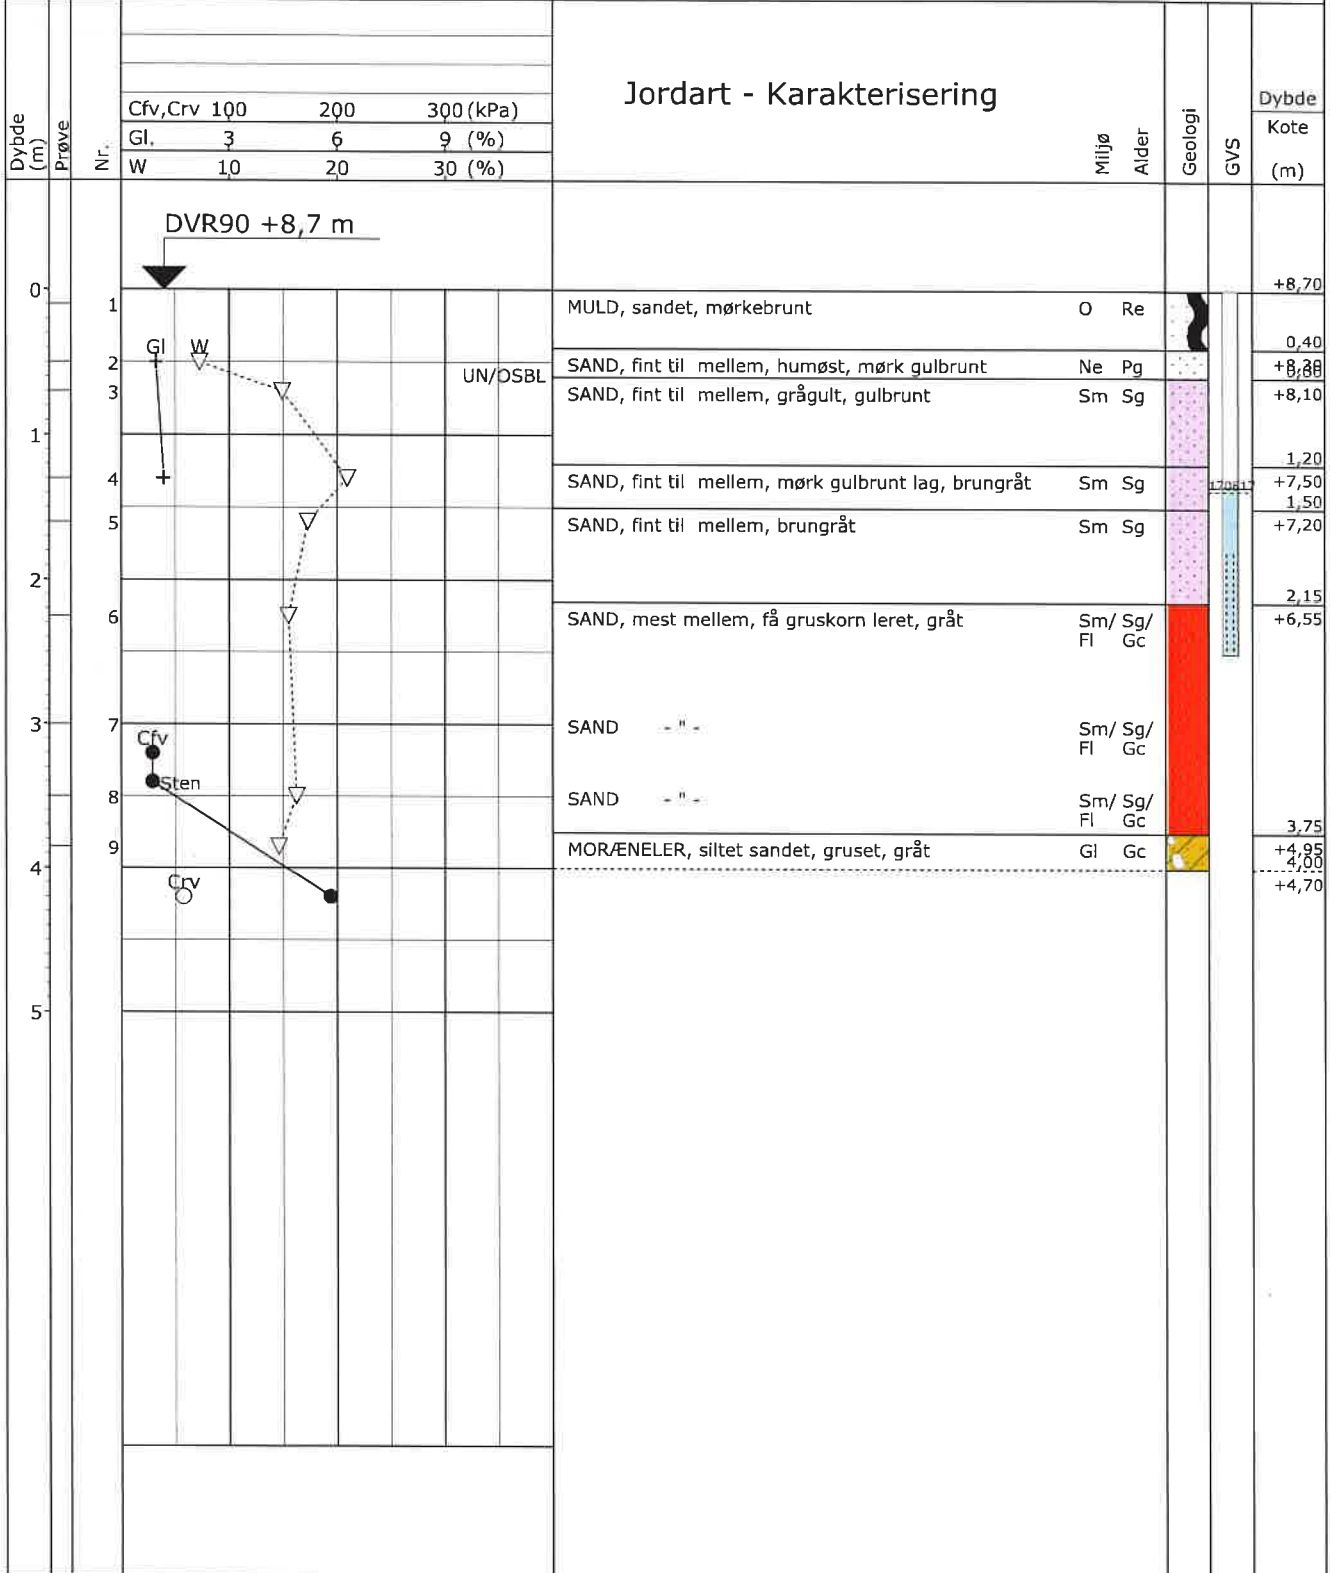 Jordart - Karakterisering
Dybde (m)
Prøve
Nr.
Cfv,Crv 100 200 300 (kPa)
Gl. 3 6 9 (%)
W 10 20 30 (%)
Miljø
Alder
Geologi
GVS
Dybde
Kote
(m)
DVR90 +8,7 m
0 1 MULD, sandet, mørkebrunt O Re +8,70
0,40
Gl W
2 UN/OSBL SAND, fint til mellem, humøst, mørk gulbrunt Ne Pg
3 SAND, fint til mellem, grågult, gulbrunt Sm Sg +8,10
1
1,20
4 SAND, fint til mellem, mørk gulbrunt lag, brungråt Sm Sg +7,50
1,50
5 SAND, fint til mellem, brungråt Sm Sg +7,20
2
2,15
6 SAND, mest mellem, få gruskorn leret, gråt Sm/ Sg/ +6,55
Fl Gc
3 7 SAND - " - Sm/ Sg/
Fl Gc
Cfv
Sten
8 SAND - " - Sm/ Sg/
Fl Gc
3,75
9 MORÆNELER, siltet sandet, gruset, gråt Gl Gc +4,95
4 4,00
Crv +4,70
5